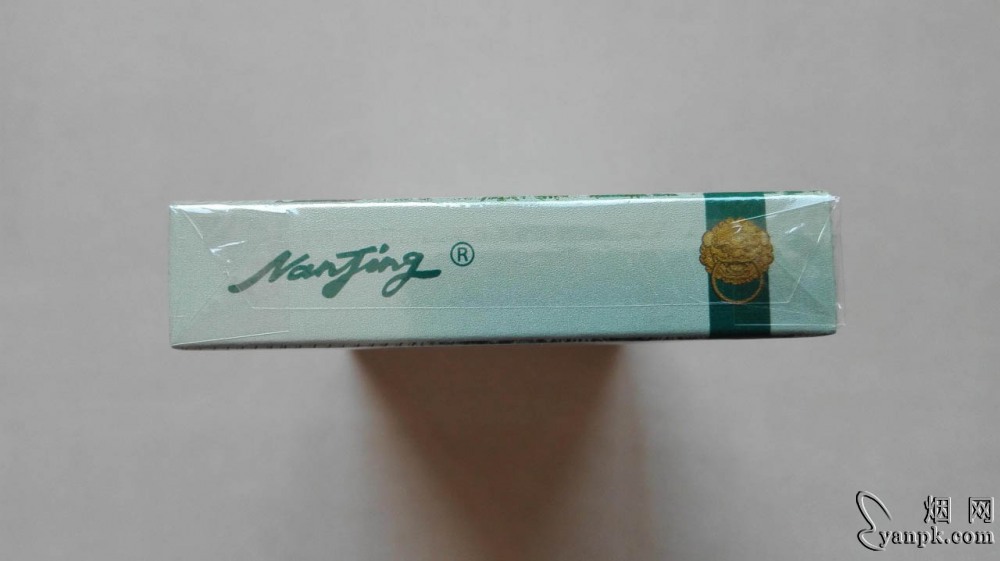 NanJing ®
烟网
yanpk.com